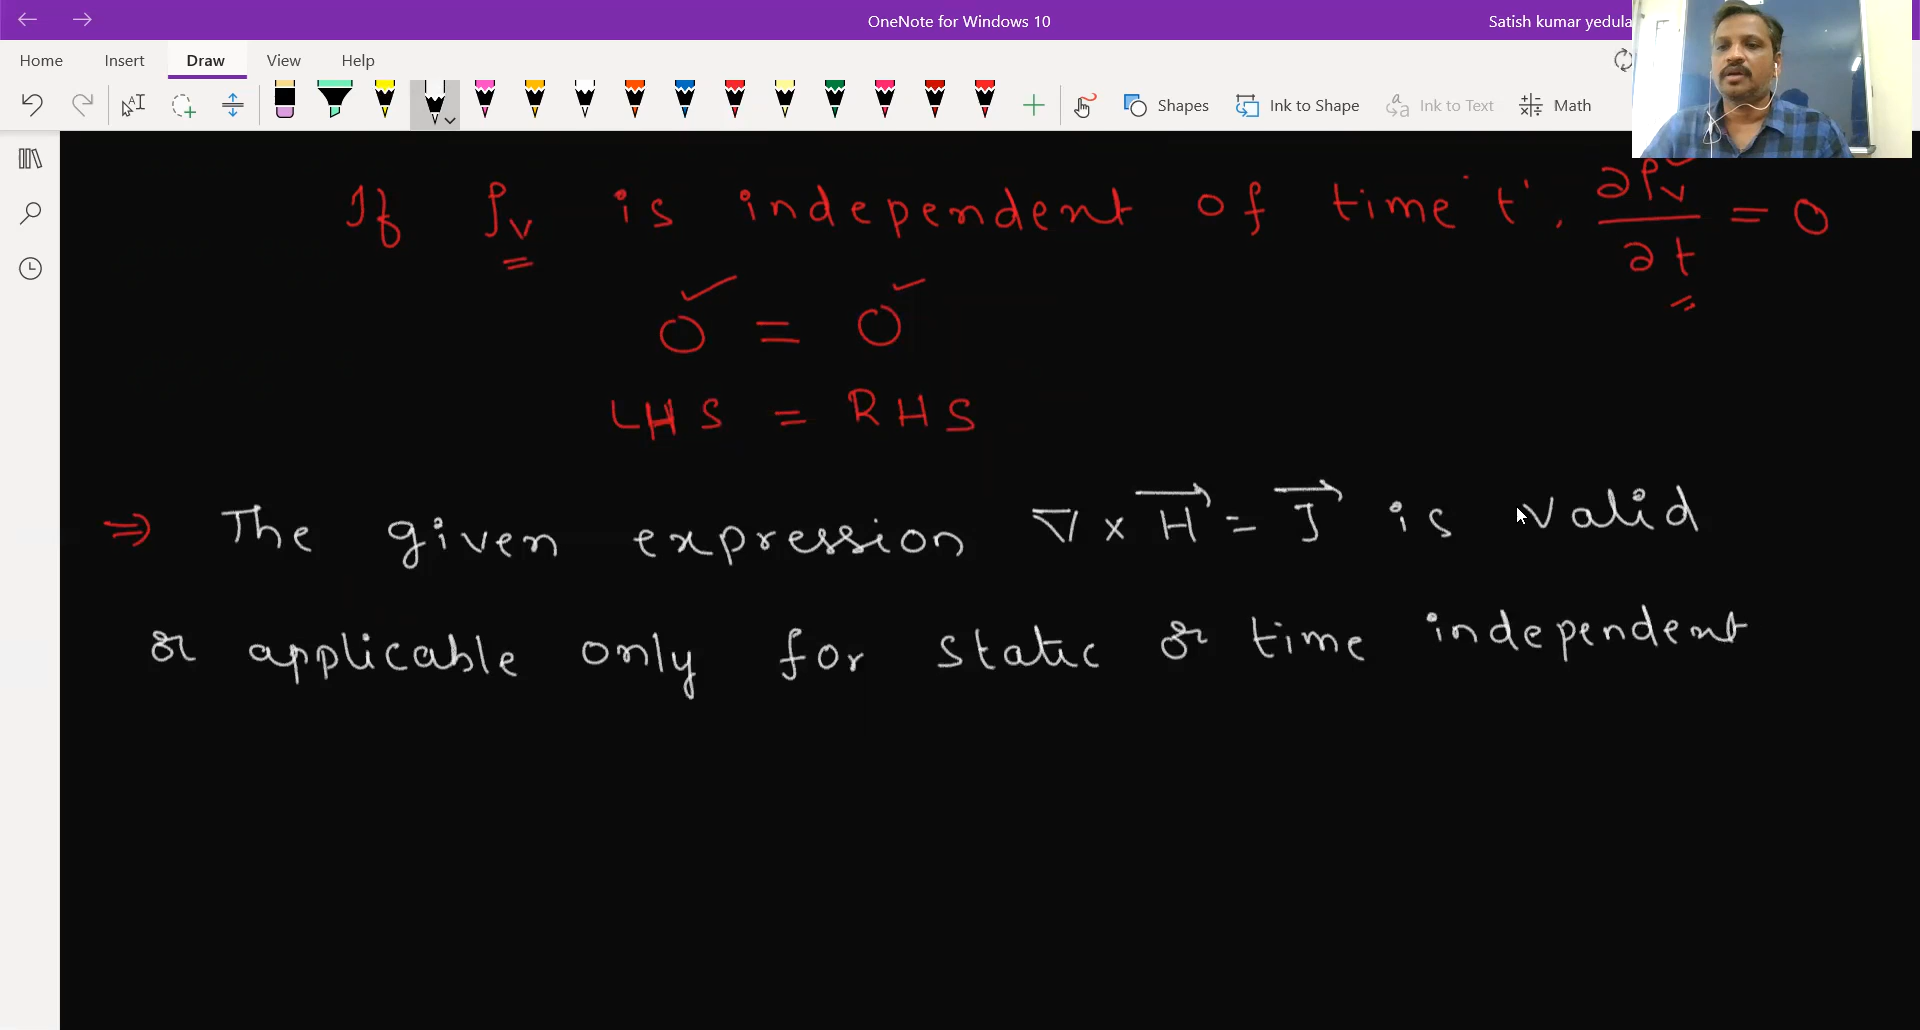 OneNote for Windows 10
Satish kumar yedula
Home Insert Draw View Help
Shapes Ink to Shape Ink to Text Math
If ρv is independent of time 't', ∂ρv/∂t = 0
0 = 0
LHS = RHS
⇒ The given expression ∇ × H⃗ = J⃗ is valid
or applicable only for static or time independent